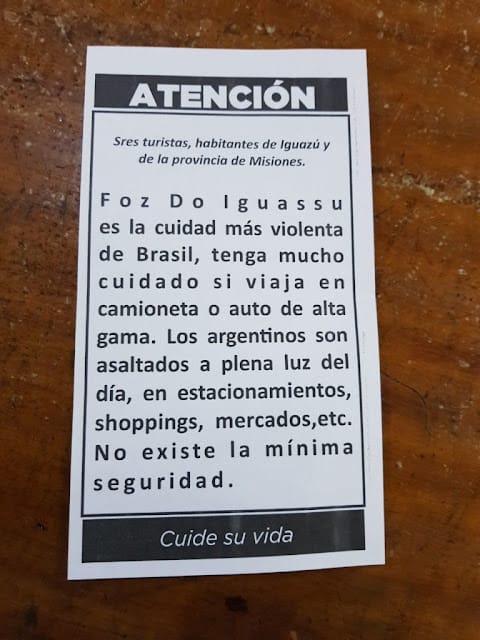 ATENCIÓN
Sres turistas, habitantes de Iguazú y
de la provincia de Misiones.
Foz Do Iguassu
es la cuidad más violenta
de Brasil, tenga mucho
cuidado si viaja en
camioneta o auto de alta
gama. Los argentinos son
asaltados a plena luz del
día, en estacionamientos,
shoppings, mercados,etc.
No existe la mínima
seguridad.
Cuide su vida